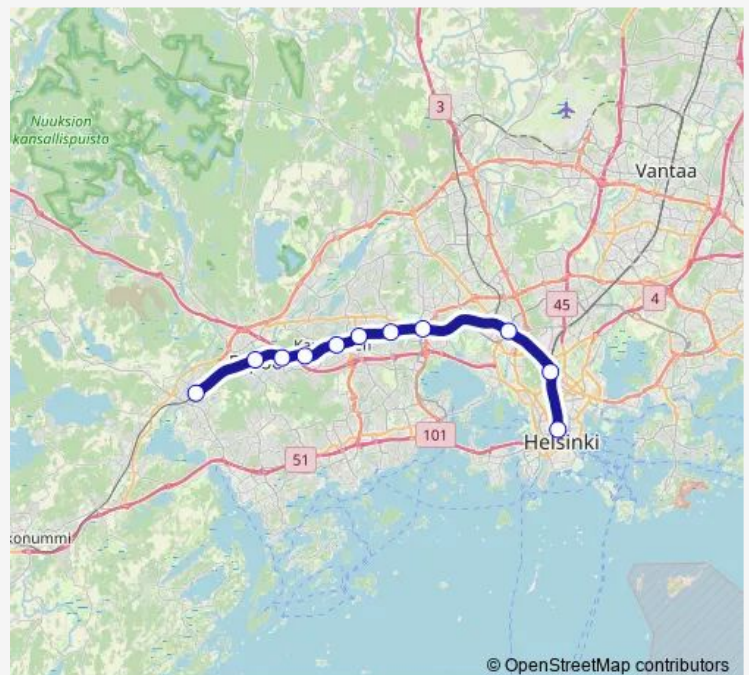 Nuuksion
kansallispuisto
3
Vantaa
45
4
101
Helsinki
51
konummi
© OpenStreetMap contributors